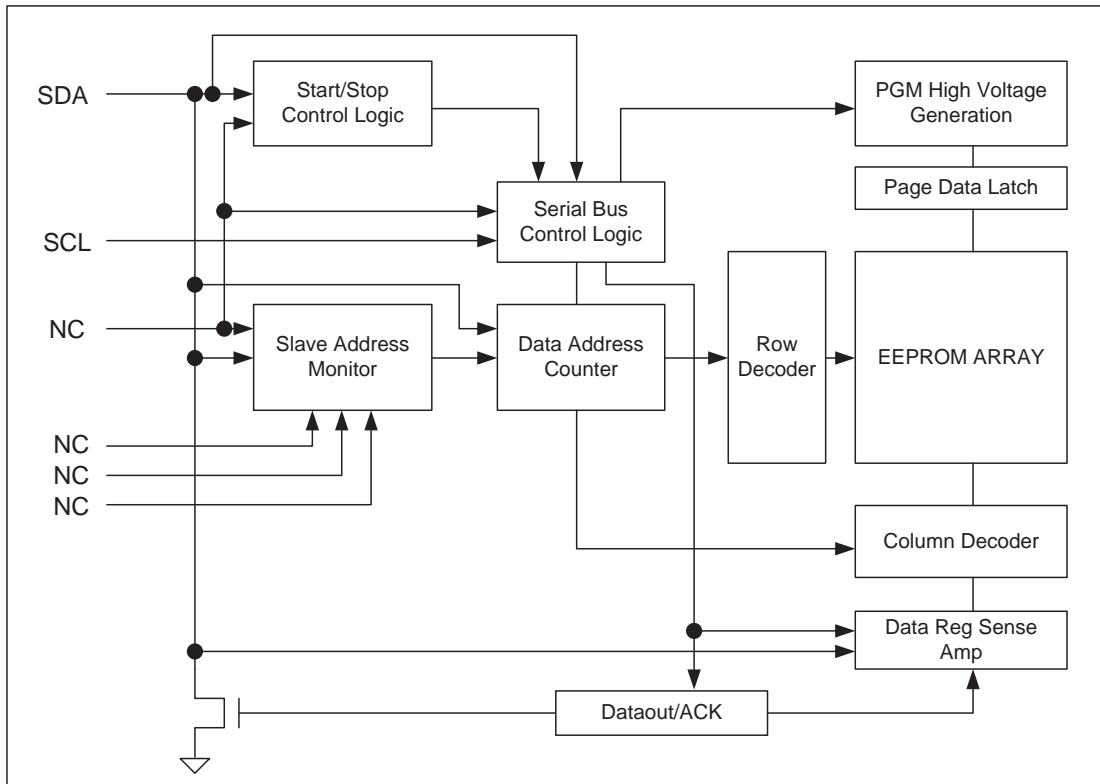 SDA
Start/Stop
Control Logic
PGM High Voltage
Generation
Page Data Latch
Serial Bus
Control Logic
SCL
NC
Slave Address
Monitor
Data Address
Counter
Row
Decoder
EEPROM ARRAY
NC
NC
NC
Column Decoder
Data Reg Sense
Amp
Dataout/ACK